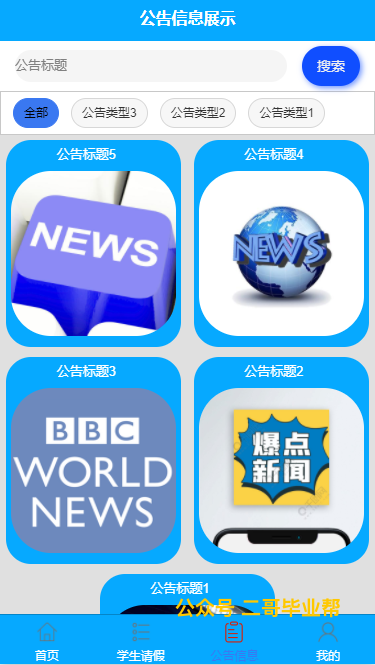 公告信息展示
公告标题
搜索
全部
公告类型3
公告类型2
公告类型1
公告标题5
公告标题4
NEWS
NEWS
公告标题3
公告标题2
BBC
WORLD
NEWS
爆点
新闻
公告标题1
公众号 二哥毕业帮
首页
学生请假
公告信息
我的